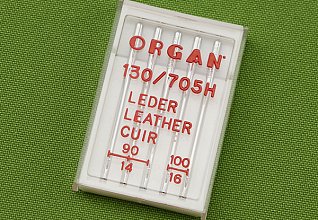 ORGAN
130/705H
LEDER
LEATHER
CUIR
90 100
14 16